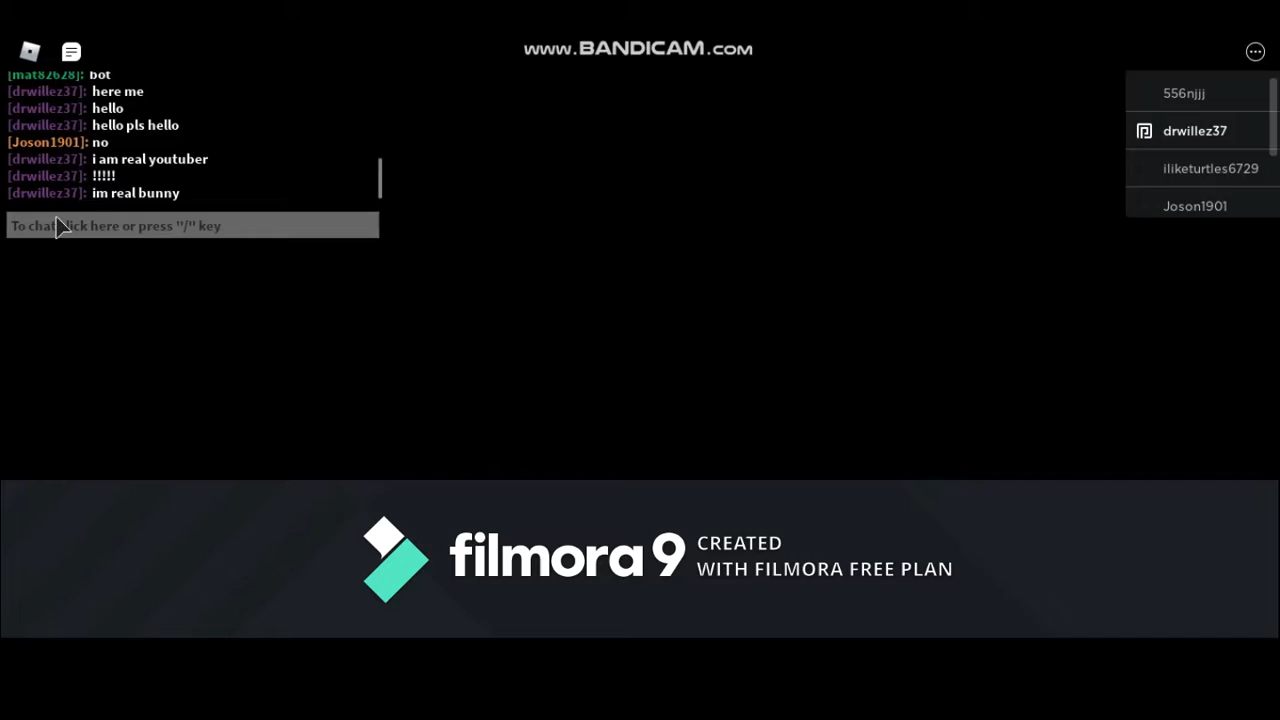 www.BANDICAM.com
[mat82628]: bot
[drwillez37]: here me
[drwillez37]: hello
[drwillez37]: hello pls hello
[Joson1901]: no
[drwillez37]: i am real youtuber
[drwillez37]: !!!!!
[drwillez37]: im real bunny
To chat click here or press "/" key
556njjj
drwillez37
iliketurtles6729
Joson1901
filmora 9
CREATED
WITH FILMORA FREE PLAN